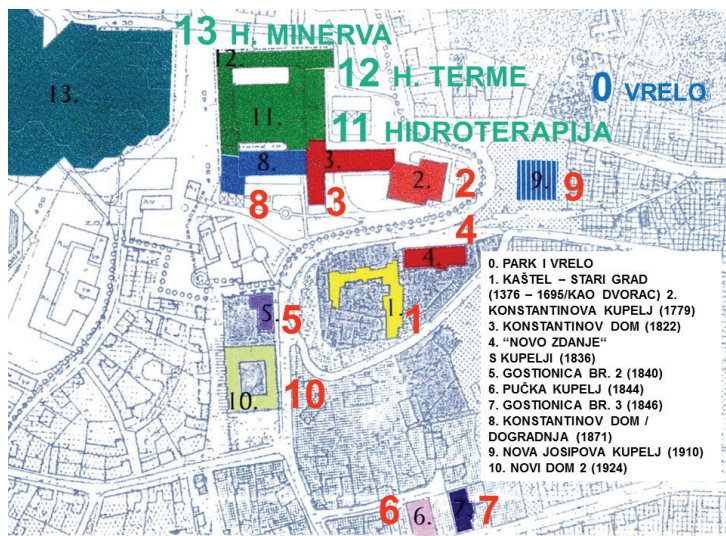 13 H. MINERVA
12.
12 H. TERME
0 VRELO
13.
11.
11 HIDROTERAPIJA
8.
3.
2.
9.
8
3
2
9
4
4.
1.
1
5.
5
10.
10
0. PARK I VRELO
1. KAŠTEL – STARI GRAD
(1376 – 1695/KAO DVORAC) 2.
KONSTANTINOVA KUPELJ (1779)
3. KONSTANTINOV DOM (1822)
4. “NOVO ZDANJE“
S KUPELJI (1836)
5. GOSTIONICA BR. 2 (1840)
6. PUČKA KUPELJ (1844)
7. GOSTIONICA BR. 3 (1846)
8. KONSTANTINOV DOM /
DOGRADNJA (1871)
9. NOVA JOSIPOVA KUPELJ (1910)
10. NOVI DOM 2 (1924)
6
6.
7.
7